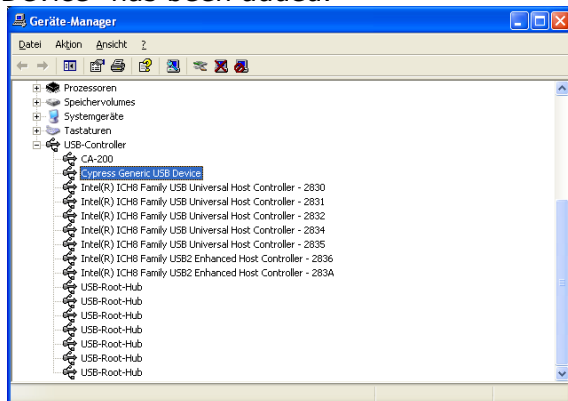 Device" has been added.
Geräte-Manager
Datei Aktion Ansicht ?
Prozessoren
Speichervolumes
Systemgeräte
Tastaturen
USB-Controller
CA-200
Cypress Generic USB Device
Intel(R) ICH8 Family USB Universal Host Controller - 2830
Intel(R) ICH8 Family USB Universal Host Controller - 2831
Intel(R) ICH8 Family USB Universal Host Controller - 2832
Intel(R) ICH8 Family USB Universal Host Controller - 2834
Intel(R) ICH8 Family USB Universal Host Controller - 2835
Intel(R) ICH8 Family USB2 Enhanced Host Controller - 2836
Intel(R) ICH8 Family USB2 Enhanced Host Controller - 283A
USB-Root-Hub
USB-Root-Hub
USB-Root-Hub
USB-Root-Hub
USB-Root-Hub
USB-Root-Hub
USB-Root-Hub